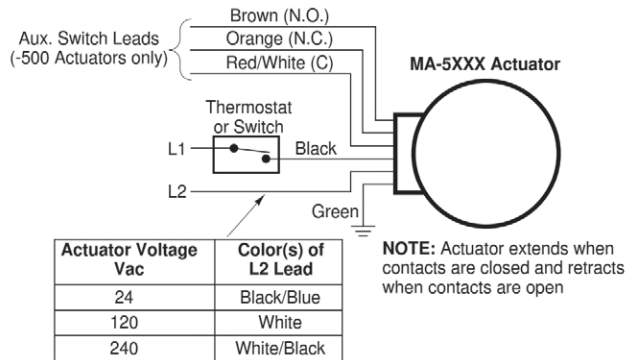 Brown (N.O.)
Aux. Switch Leads
(-500 Actuators only)
Orange (N.C.)
Red/White (C)
MA-5XXX Actuator
Thermostat
or Switch
L1
Black
L2
Green
Actuator Voltage
Vac
Color(s) of
L2 Lead
24
Black/Blue
120
White
240
White/Black
NOTE: Actuator extends when
contacts are closed and retracts
when contacts are open